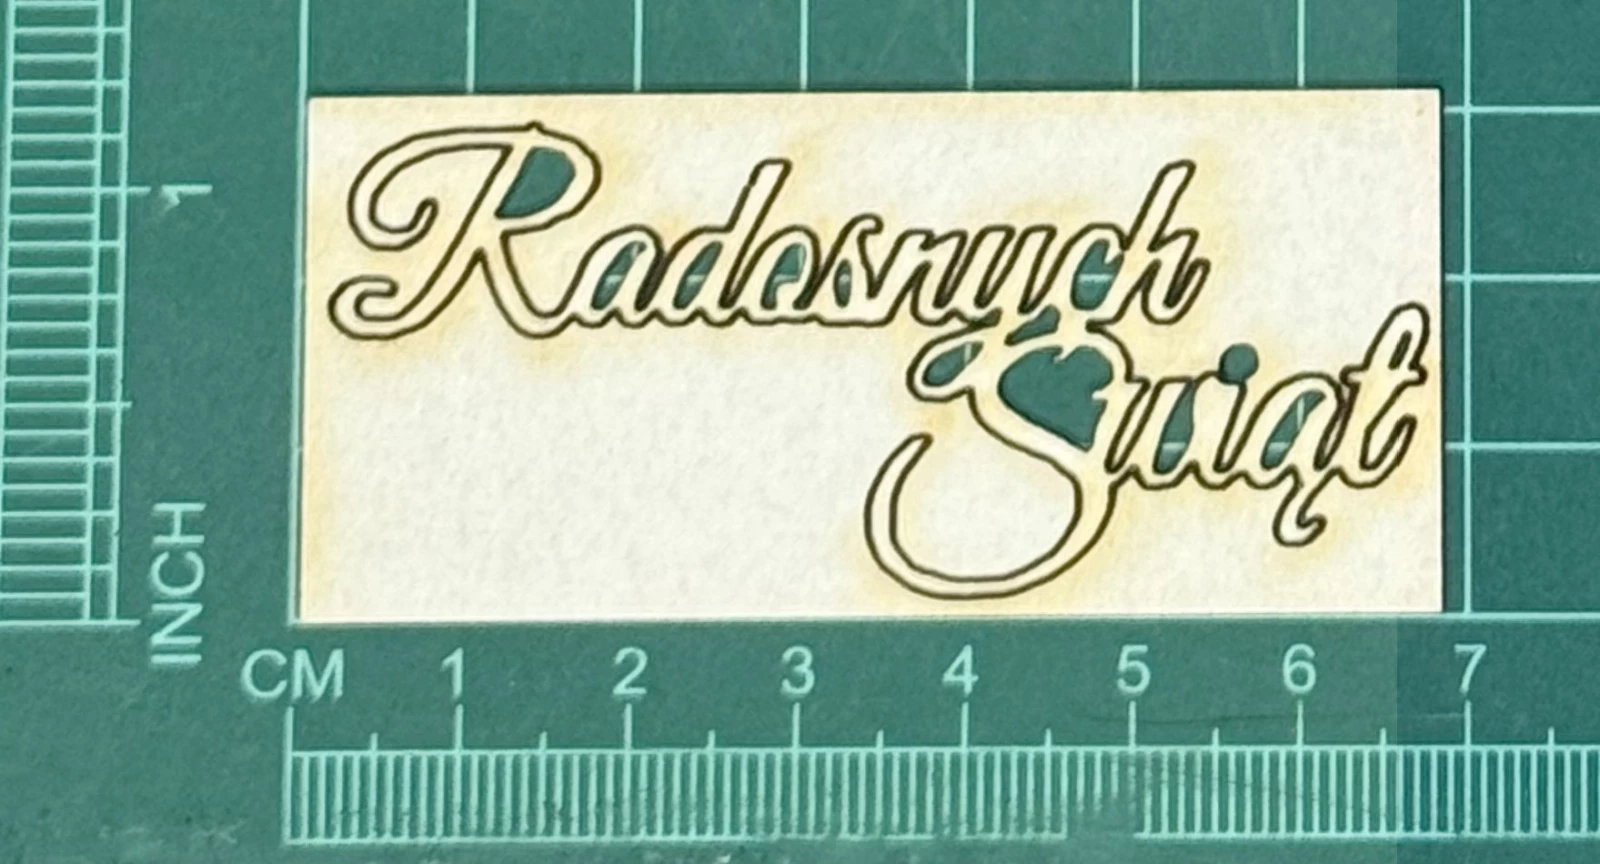 Radosnych
Świąt
1
INCH
CM 1 2 3 4 5 6 7